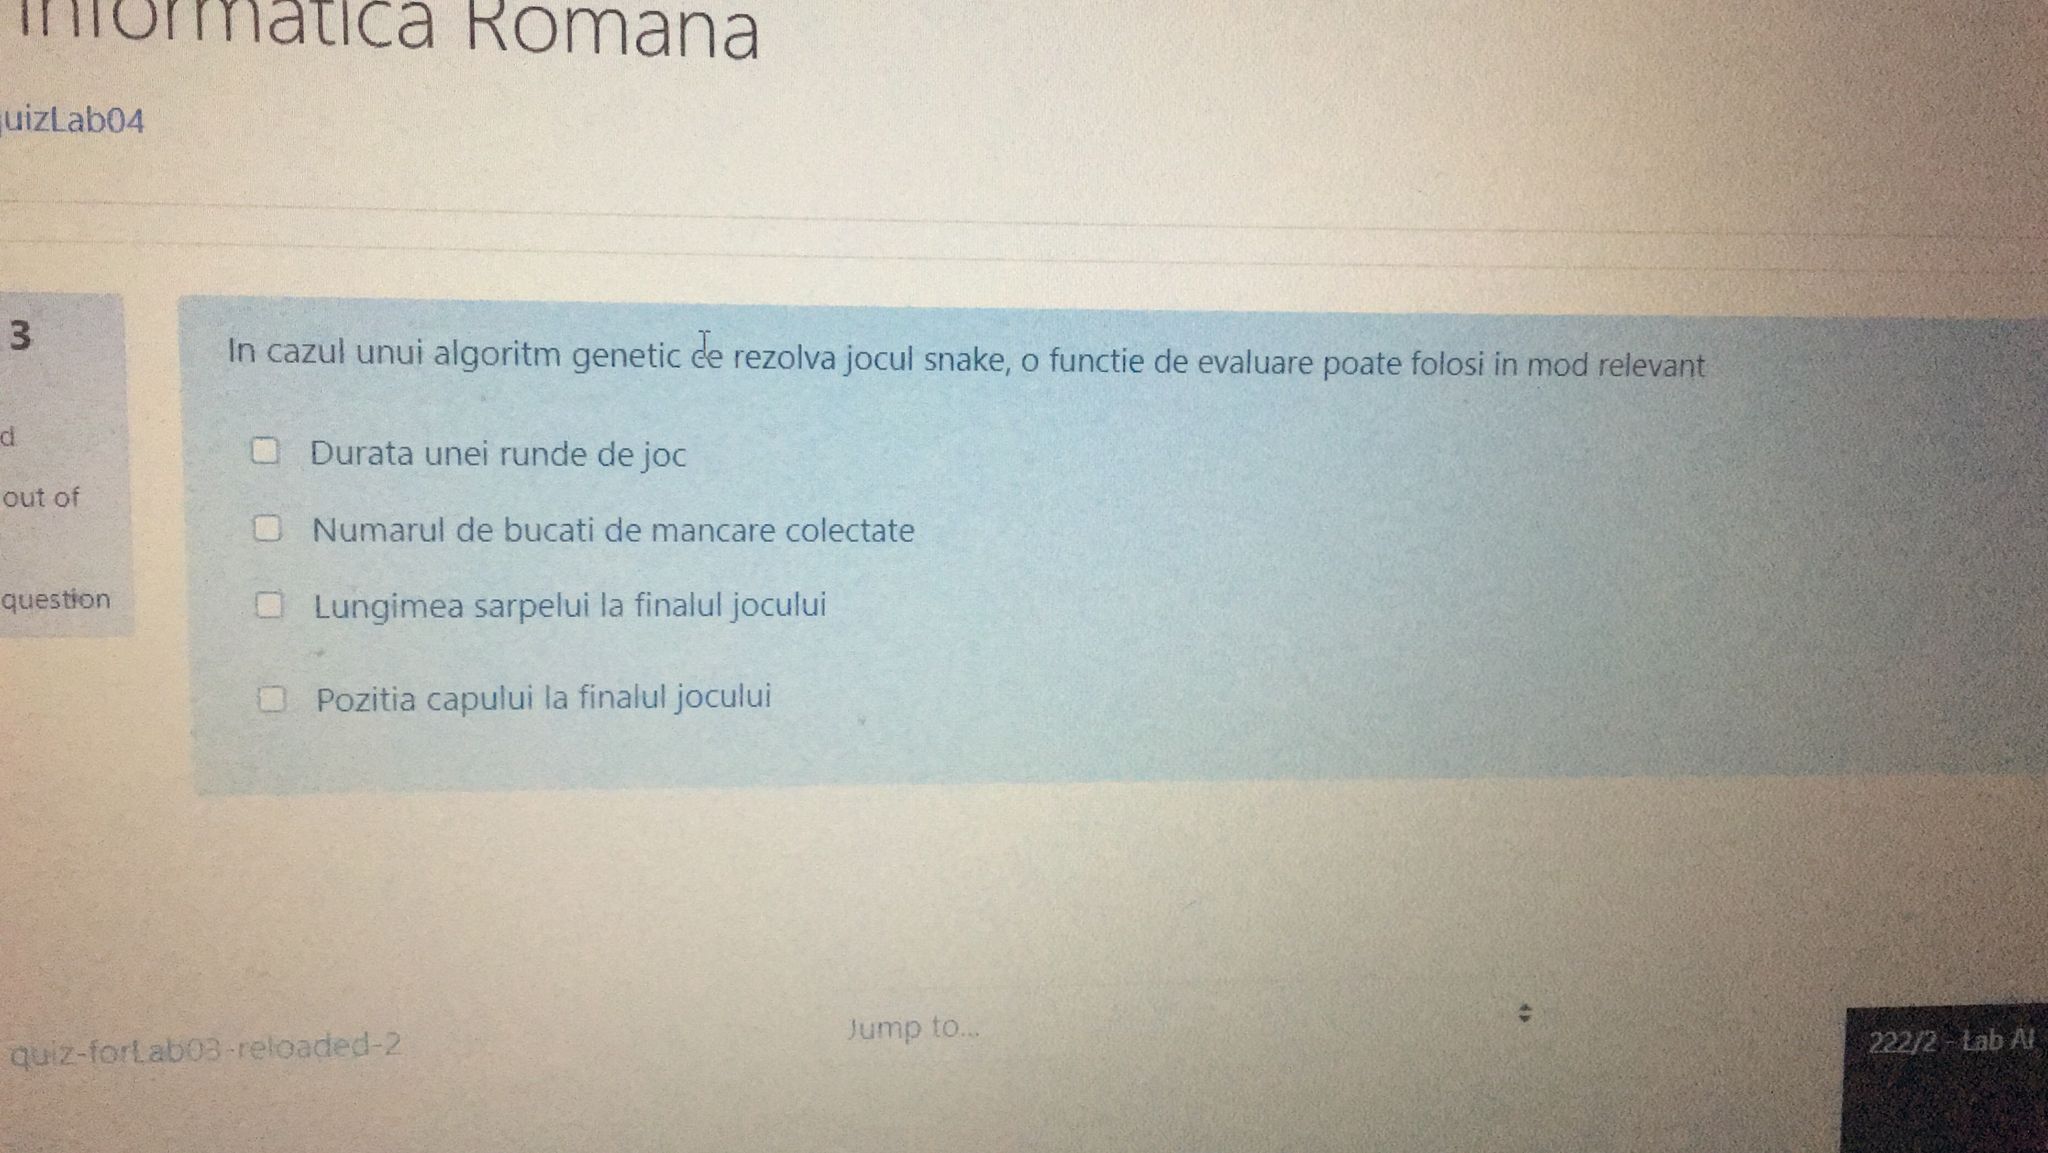 Informatica Romana
uizLab04
3
d
out of
question
In cazul unui algoritm genetic ce rezolva jocul snake, o functie de evaluare poate folosi in mod relevant
Durata unei runde de joc
Numarul de bucati de mancare colectate
Lungimea sarpelui la finalul jocului
Pozitia capului la finalul jocului
quiz-forLab03-reloaded-2
Jump to...
222/2 - Lab AI